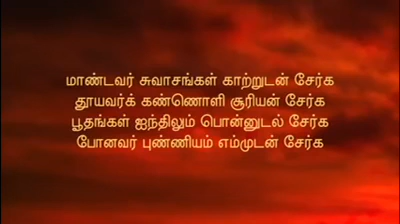 மாண்டவர் சுவாசங்கள் காற்றுடன் சேர்க
தூயவர்க் கண்ணொளி சூரியன் சேர்க
பூதங்கள் ஐந்திலும் பொன்னுடல் சேர்க
போனவர் புண்ணியம் எம்முடன் சேர்க